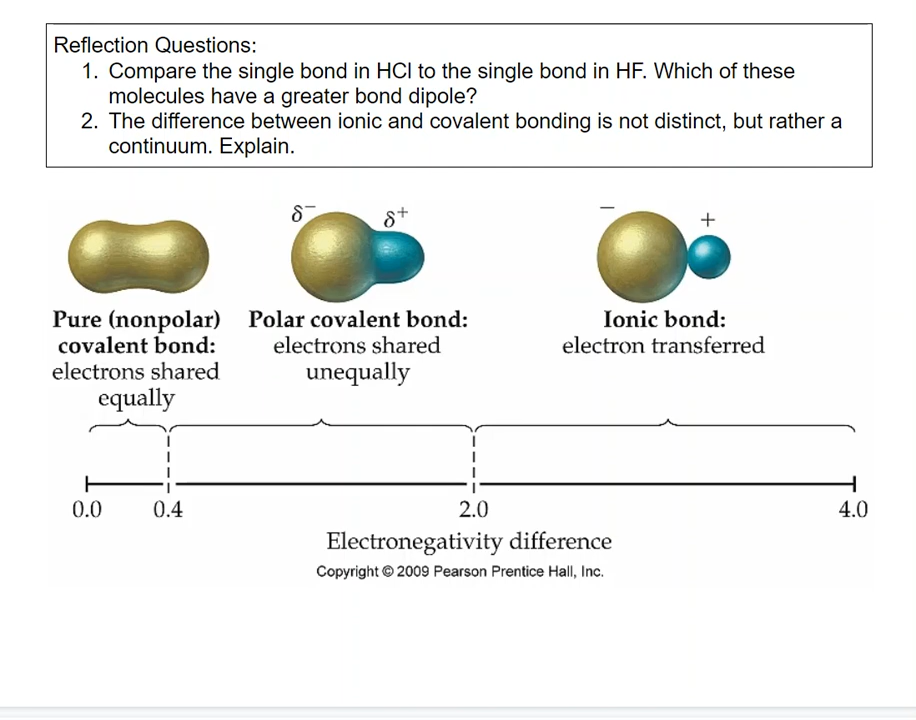 Reflection Questions:
1. Compare the single bond in HCl to the single bond in HF. Which of these
molecules have a greater bond dipole?
2. The difference between ionic and covalent bonding is not distinct, but rather a
continuum. Explain.
δ− δ+ − +
Pure (nonpolar)
covalent bond:
electrons shared
equally
Polar covalent bond:
electrons shared
unequally
Ionic bond:
electron transferred
0.0 0.4 2.0 4.0
Electronegativity difference
Copyright © 2009 Pearson Prentice Hall, Inc.